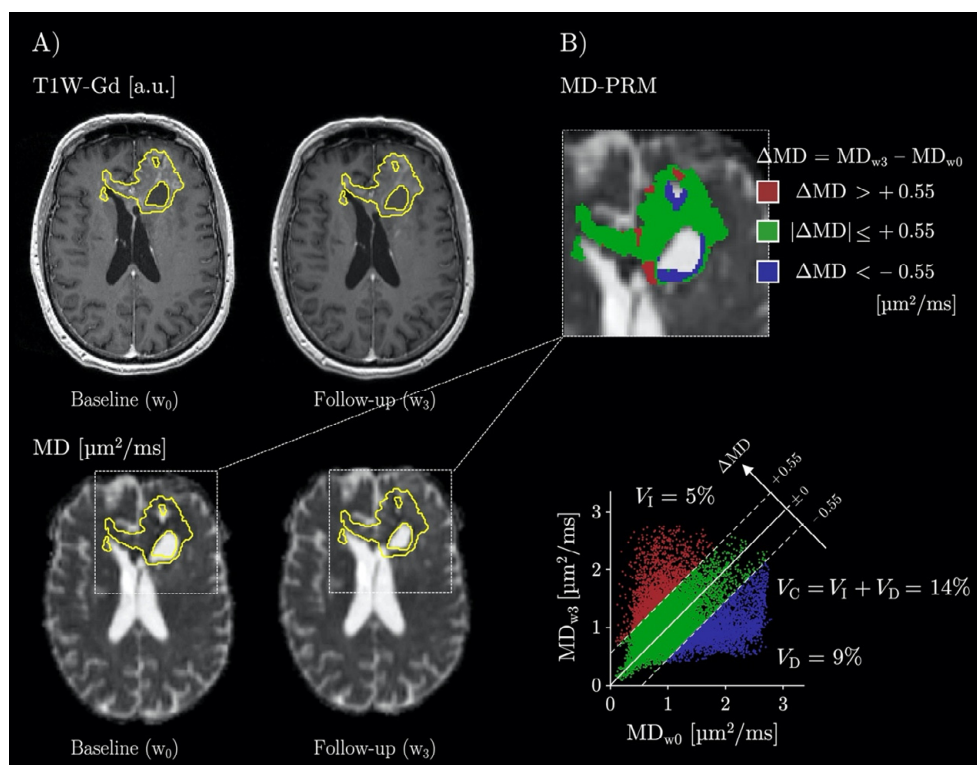 A)
T1W-Gd [a.u.]
Baseline (w₀)
Follow-up (w₃)
MD [µm²/ms]
Baseline (w₀)
Follow-up (w₃)
B)
MD-PRM
ΔMD = MD_w3 − MD_w0
ΔMD > + 0.55
|ΔMD| ≤ + 0.55
ΔMD < − 0.55
[µm²/ms]
ΔMD
+0.55
± 0
−0.55
V_I = 5%
V_C = V_I + V_D = 14%
V_D = 9%
MD_w3 [µm²/ms]
3
2
1
0
0 1 2 3
MD_w0 [µm²/ms]